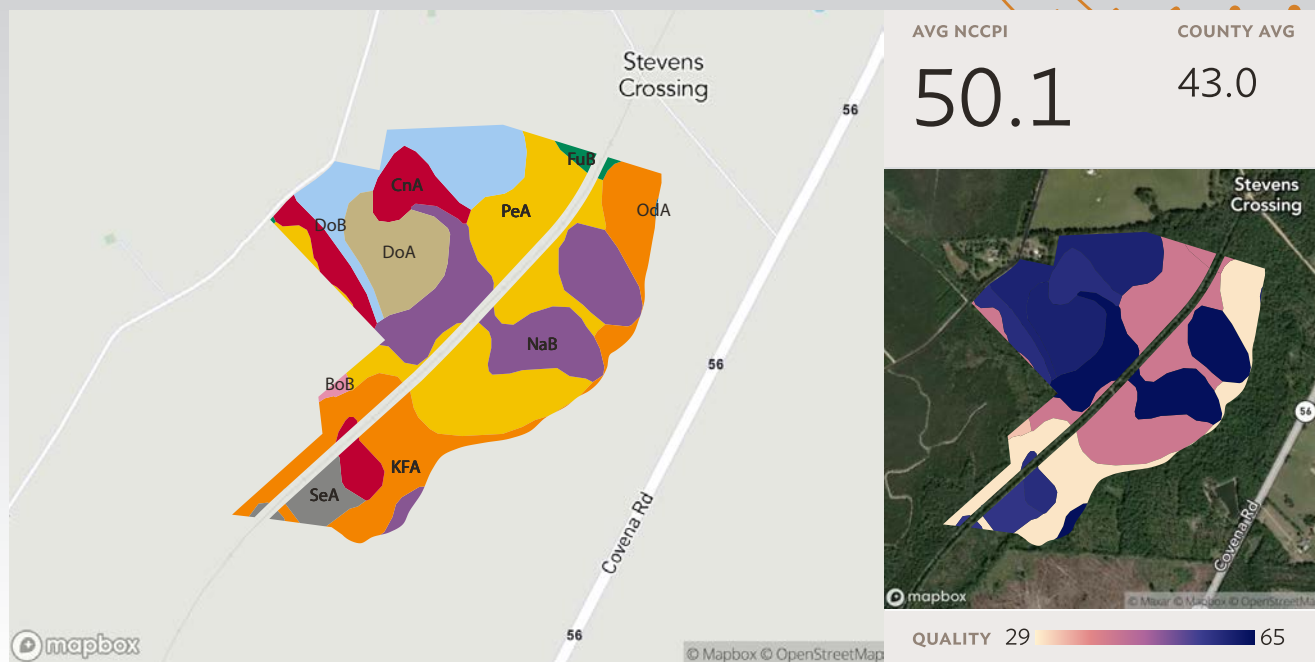 Stevens
Crossing
56
FuB
CnA
PeA
OdA
DoB
DoA
NaB
56
BoB
KFA
SeA
Covena Rd
56
mapbox
© Mapbox © OpenStreetMap
AVG NCCPI
COUNTY AVG
50.1
43.0
Stevens
Crossing
56
Covena Rd
mapbox
© Maxar © Mapbox © OpenStreetMa
QUALITY 29 65